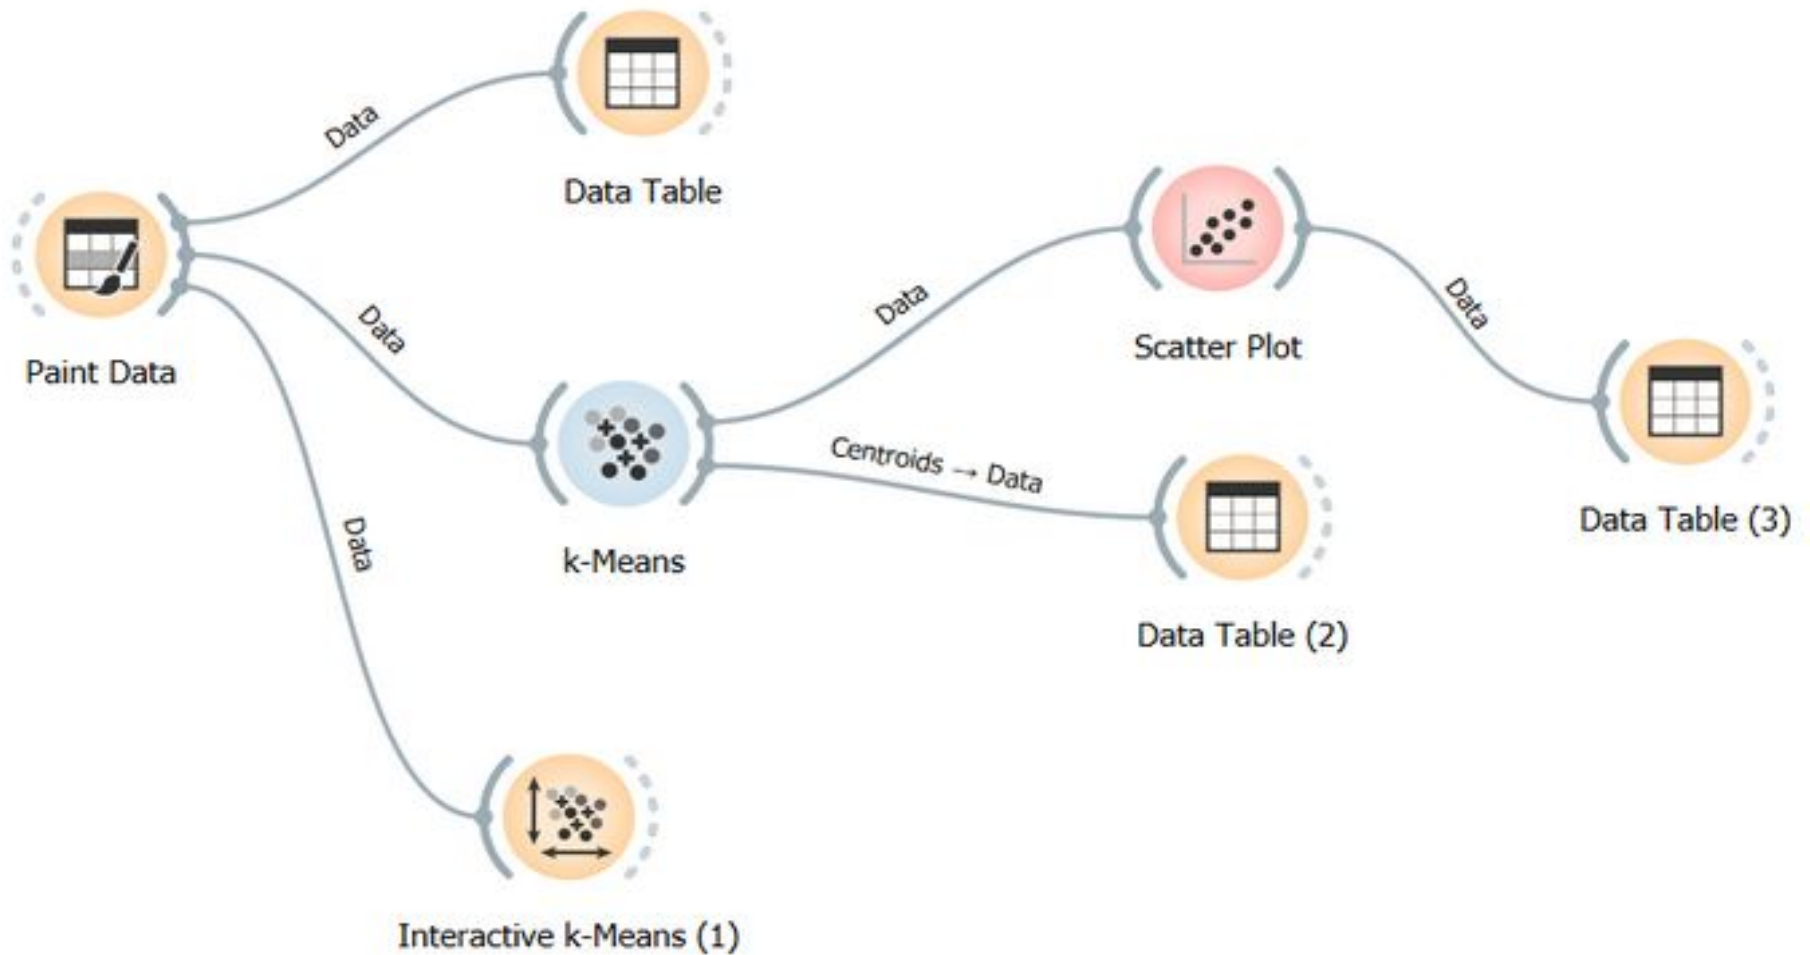 Data
Data Table
Paint Data
Data
Data
Scatter Plot
Data
Centroids → Data
Data Table (3)
k-Means
Data
Data Table (2)
Interactive k-Means (1)